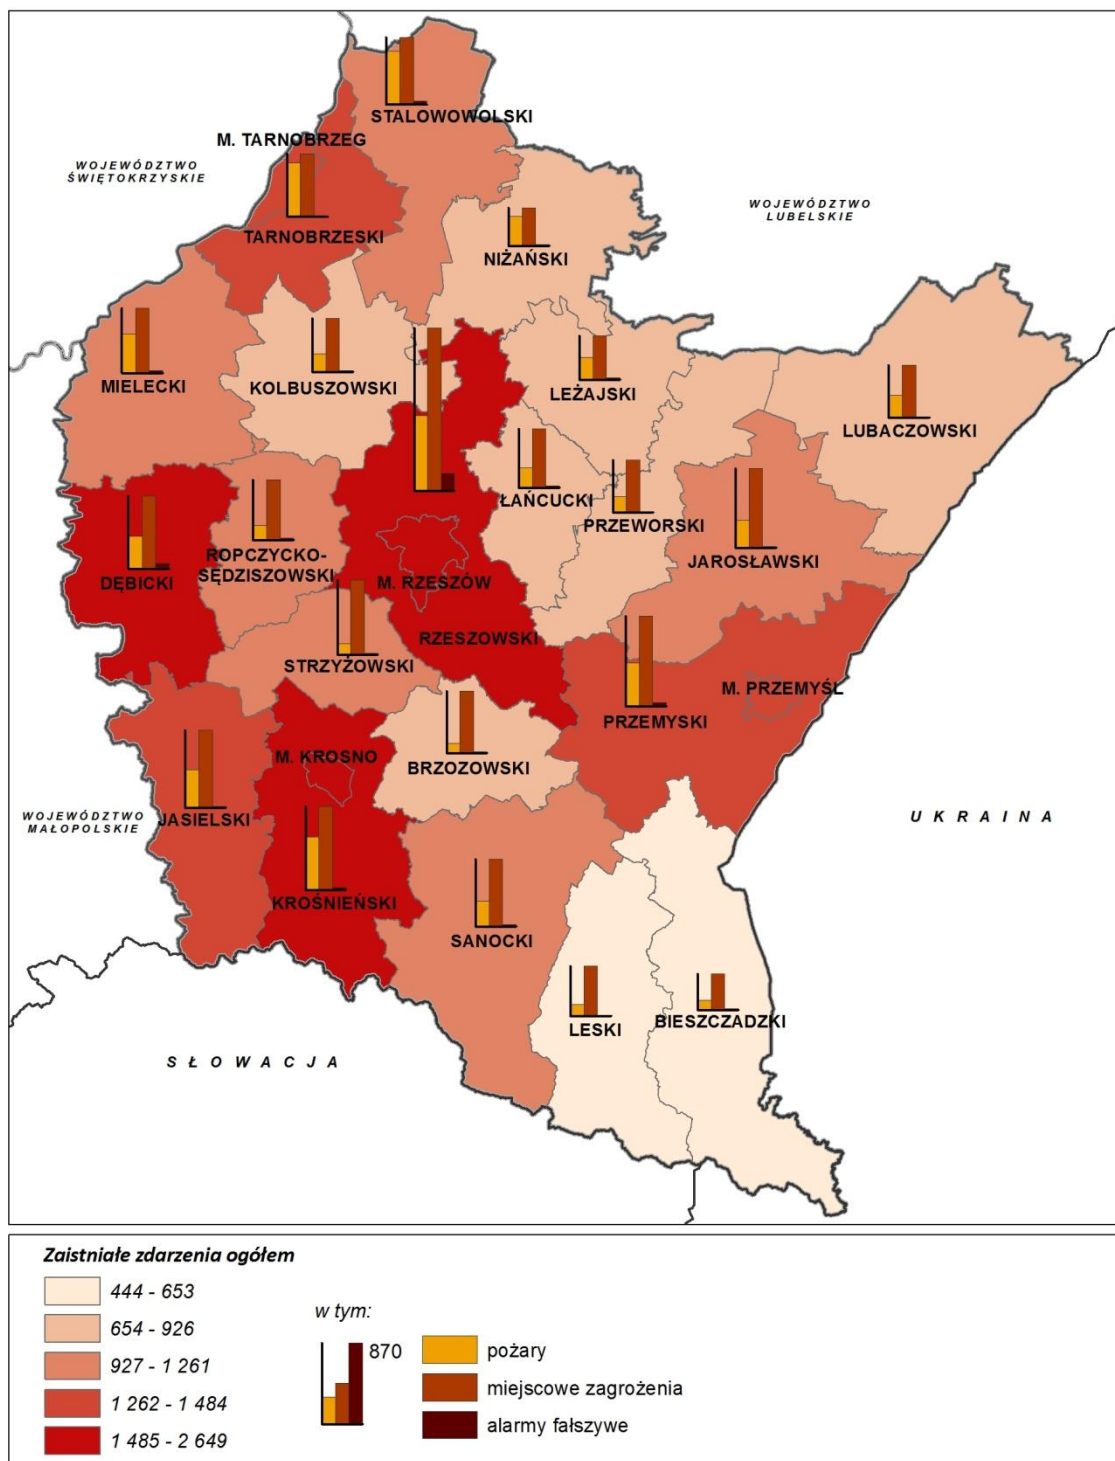 STALOWOWOLSKI
M. TARNOBRZEG
WOJEWÓDZTWO
ŚWIĘTOKRZYSKIE
WOJEWÓDZTWO
LUBELSKIE
TARNOBRZESKI
NIŻAŃSKI
MIELECKI
KOLBUSZOWSKI
LEŻAJSKI
LUBACZOWSKI
ŁAŃCUCKI
PRZEWORSKI
JAROSŁAWSKI
ROPCZYCKO-
SĘDZISZOWSKI
DĘBICKI
M. RZESZÓW
RZESZOWSKI
STRZYŻOWSKI
M. PRZEMYŚL
PRZEMYSKI
M. KROSNO
BRZOZOWSKI
WOJEWÓDZTWO
MAŁOPOLSKIE
JASIELSKI
UKRAINA
KROŚNIEŃSKI
SANOCKI
LESKI
BIESZCZADZKI
SŁOWACJA
Zaistniałe zdarzenia ogółem
444 - 653
654 - 926
927 - 1 261
1 262 - 1 484
1 485 - 2 649
w tym:
870
pożary
miejscowe zagrożenia
alarmy fałszywe